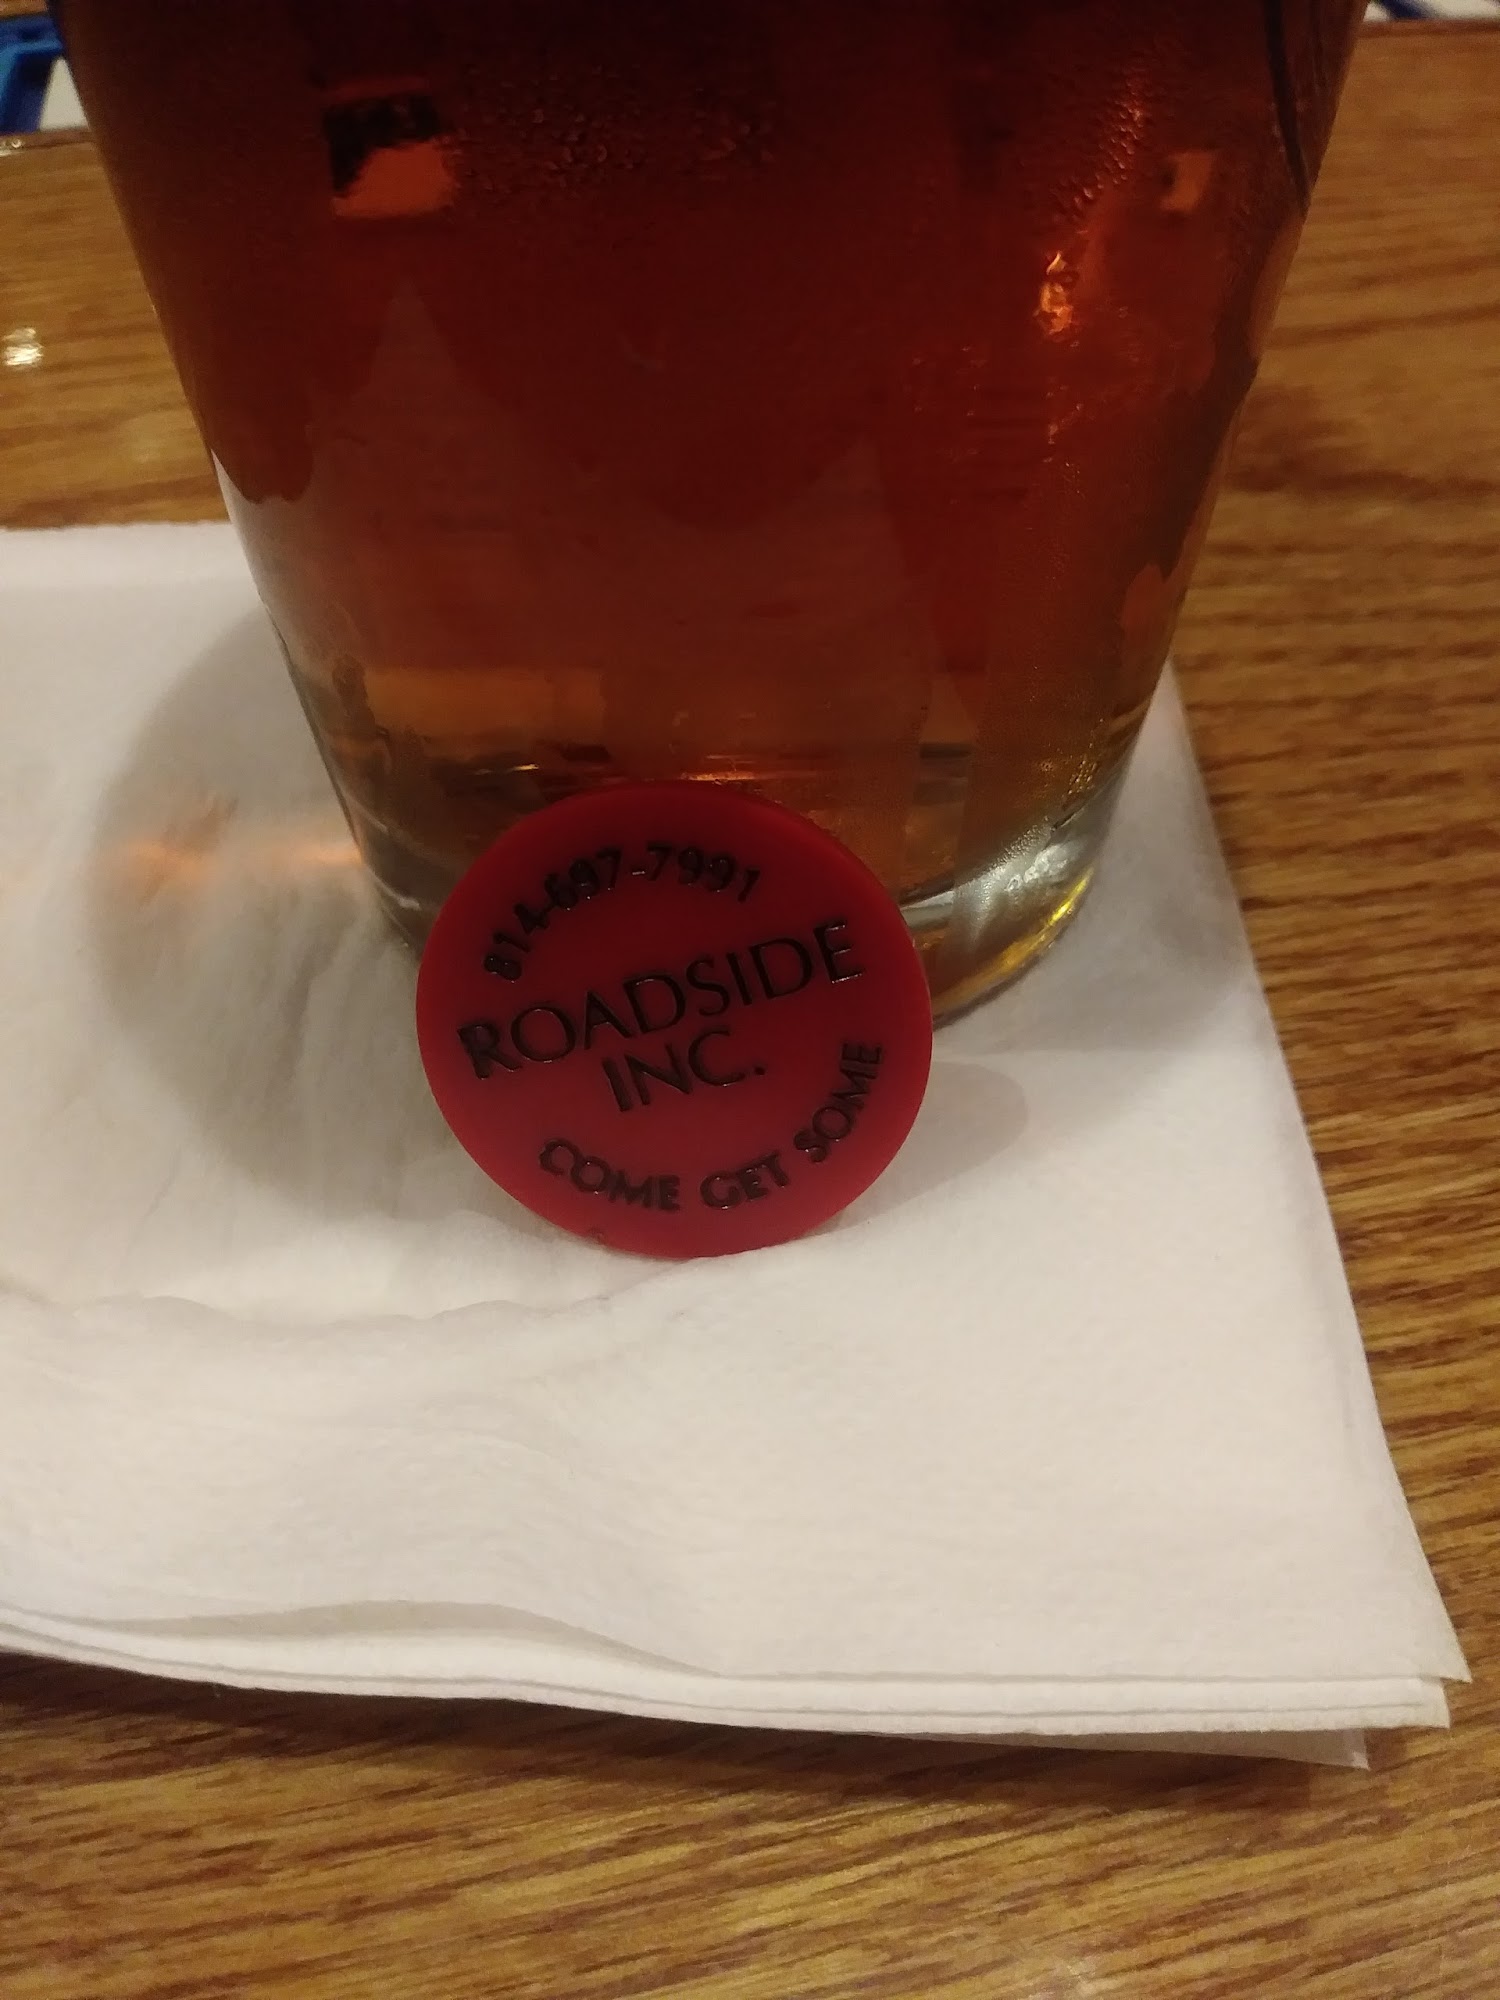 814-697-7991
ROADSIDE
INC.
COME GET SOME